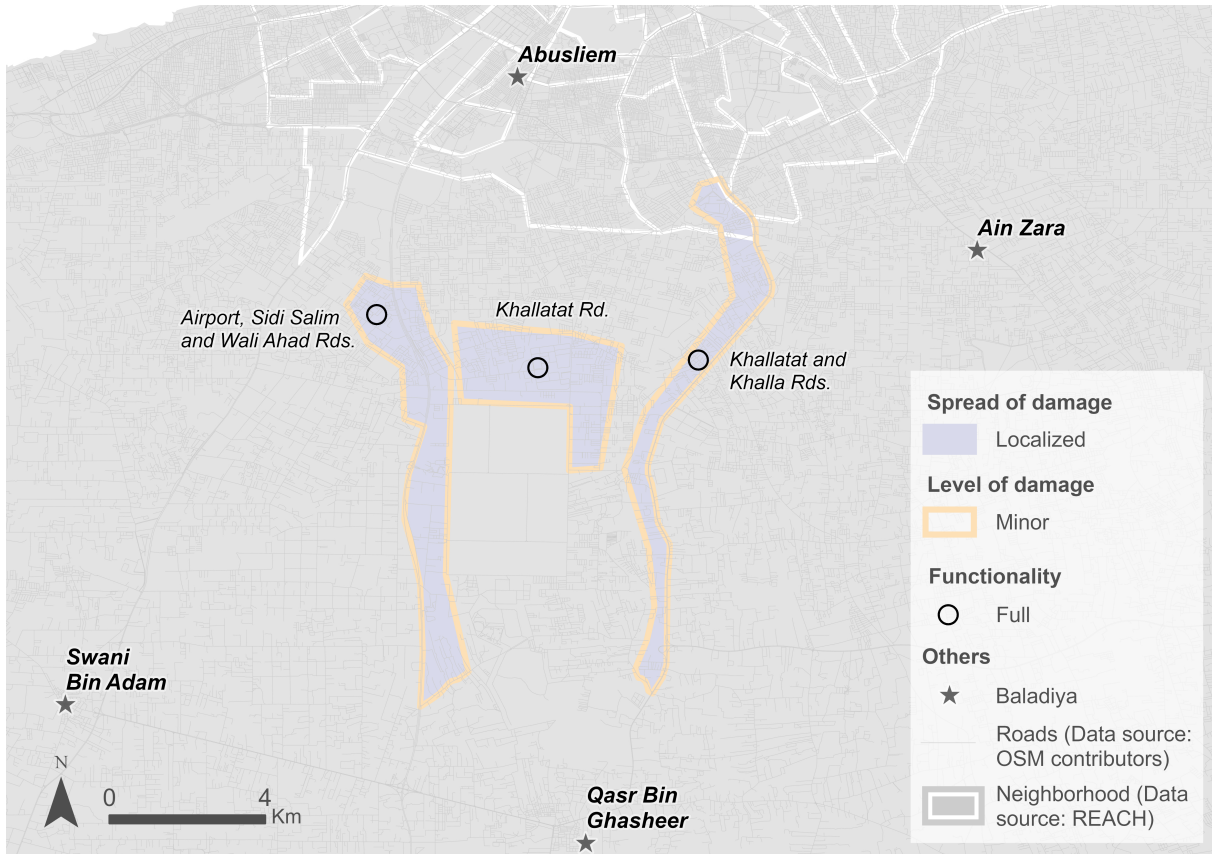 Abusliem
Ain Zara
Airport, Sidi Salim
and Wali Ahad Rds.
Khallatat Rd.
Khallatat and
Khalla Rds.
Swani
Bin Adam
Qasr Bin
Ghasheer
N
0 4
Km
Spread of damage
Localized
Level of damage
Minor
Functionality
Full
Others
Baladiya
Roads (Data source:
OSM contributors)
Neighborhood (Data
source: REACH)